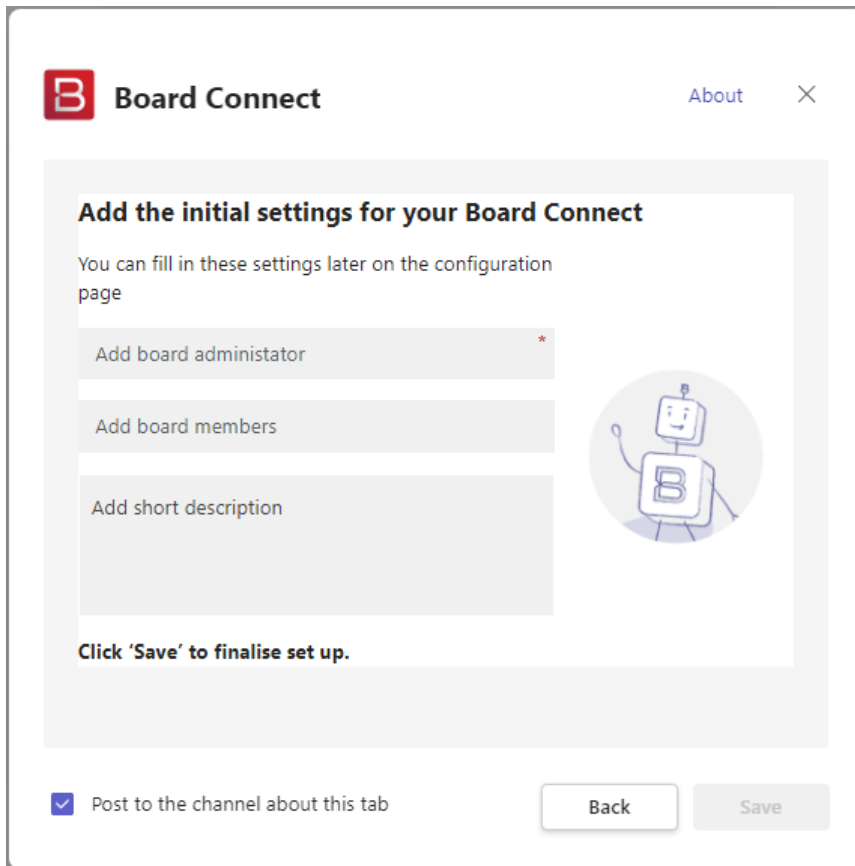 B
Board Connect
About
Add the initial settings for your Board Connect
You can fill in these settings later on the configuration
page
Add board administator
*
Add board members
Add short description
B
B
Click ‘Save’ to finalise set up.
Post to the channel about this tab
Back
Save